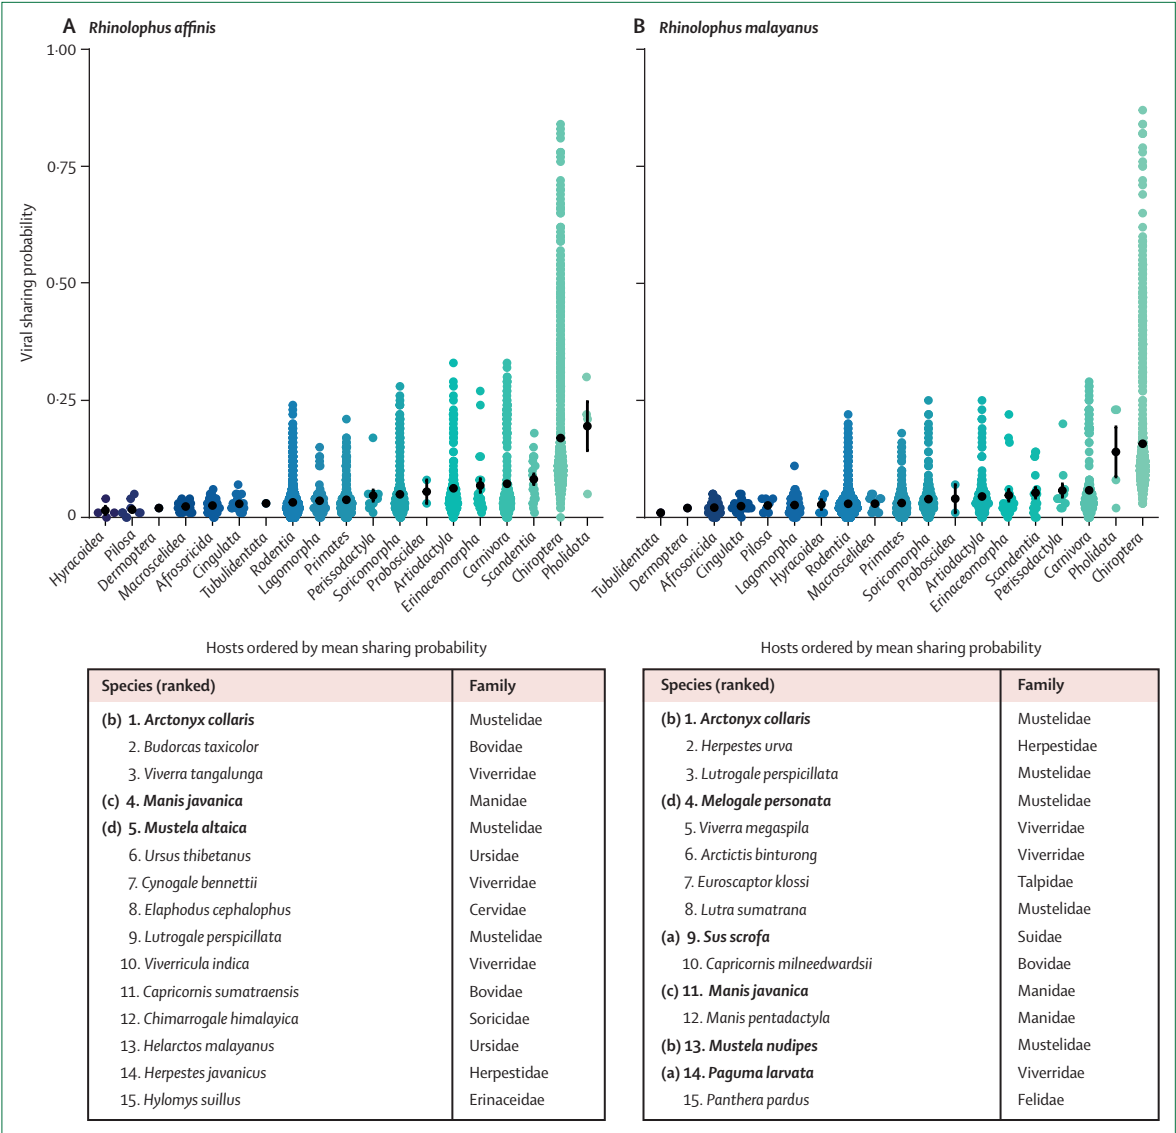 A Rhinolophus affinis
B Rhinolophus malayanus
Viral sharing probability
1·00
0·75
0·50
0·25
0
Hyracoidea
Pilosa
Dermoptera
Macroscelidea
Afrosoricida
Cingulata
Tubulidentata
Rodentia
Lagomorpha
Primates
Perissodactyla
Soricomorpha
Proboscidea
Artiodactyla
Erinaceomorpha
Carnivora
Scandentia
Chiroptera
Pholidota
Tubulidentata
Dermoptera
Afrosoricida
Cingulata
Pilosa
Lagomorpha
Hyracoidea
Rodentia
Macroscelidea
Primates
Soricomorpha
Proboscidea
Artiodactyla
Erinaceomorpha
Scandentia
Perissodactyla
Carnivora
Pholidota
Chiroptera
Hosts ordered by mean sharing probability
Hosts ordered by mean sharing probability
Species (ranked) Family
(b) 1. Arctonyx collaris Mustelidae
2. Budorcas taxicolor Bovidae
3. Viverra tangalunga Viverridae
(c) 4. Manis javanica Manidae
(d) 5. Mustela altaica Mustelidae
6. Ursus thibetanus Ursidae
7. Cynogale bennettii Viverridae
8. Elaphodus cephalophus Cervidae
9. Lutrogale perspicillata Mustelidae
10. Viverricula indica Viverridae
11. Capricornis sumatraensis Bovidae
12. Chimarrogale himalayica Soricidae
13. Helarctos malayanus Ursidae
14. Herpestes javanicus Herpestidae
15. Hylomys suillus Erinaceidae
Species (ranked) Family
(b) 1. Arctonyx collaris Mustelidae
2. Herpestes urva Herpestidae
3. Lutrogale perspicillata Mustelidae
(d) 4. Melogale personata Mustelidae
5. Viverra megaspila Viverridae
6. Arctictis binturong Viverridae
7. Euroscaptor klossi Talpidae
8. Lutra sumatrana Mustelidae
(a) 9. Sus scrofa Suidae
10. Capricornis milneedwardsii Bovidae
(c) 11. Manis javanica Manidae
12. Manis pentadactyla Manidae
(b) 13. Mustela nudipes Mustelidae
(a) 14. Paguma larvata Viverridae
15. Panthera pardus Felidae